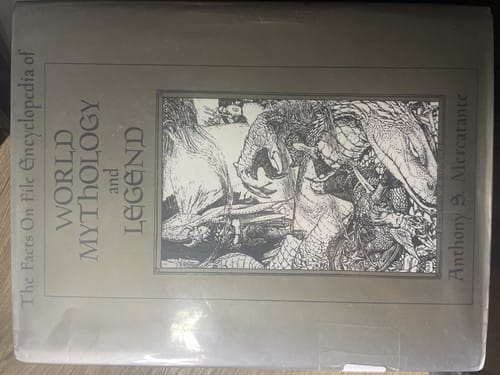 The Facts On File Encyclopedia of
WORLD
MYThOLOGY
and
LEGEND
Anthony S. Mercatante